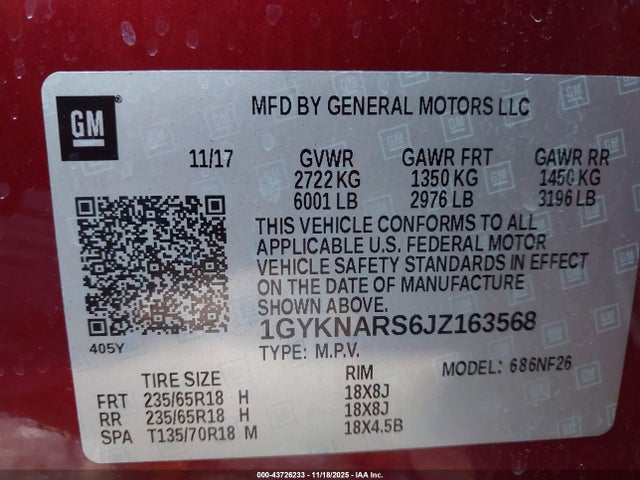 GM
MFD BY GENERAL MOTORS LLC
11/17 GVWR GAWR FRT GAWR RR
2722 KG 1350 KG 1450 KG
6001 LB 2976 LB 3196 LB
THIS VEHICLE CONFORMS TO ALL
APPLICABLE U.S. FEDERAL MOTOR
VEHICLE SAFETY STANDARDS IN EFFECT
ON THE DATE OF MANUFACTURE
SHOWN ABOVE.
1GYKNARS6JZ163568
405Y
TYPE: M.P.V.
MODEL: 686NF26
TIRE SIZE RIM
FRT 235/65R18 H 18X8J
RR 235/65R18 H 18X8J
SPA T135/70R18 M 18X4.5B
000-43726233 - 11/18/2025 - IAAI.CA